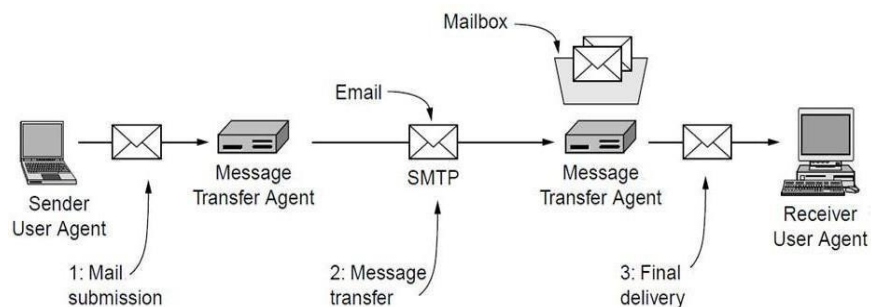 Mailbox
Email
Message
Transfer Agent
SMTP
Message
Transfer Agent
Sender
User Agent
Receiver
User Agent
1: Mail
submission
2: Message
transfer
3: Final
delivery